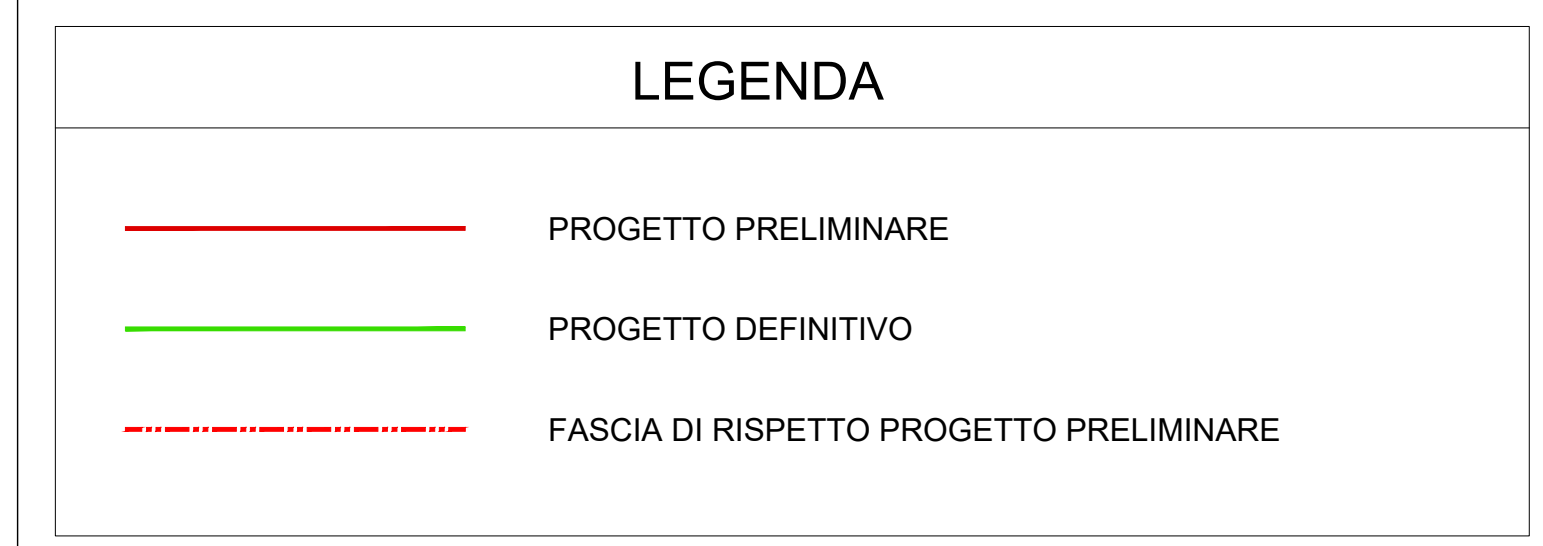 LEGENDA
PROGETTO PRELIMINARE
PROGETTO DEFINITIVO
FASCIA DI RISPETTO PROGETTO PRELIMINARE